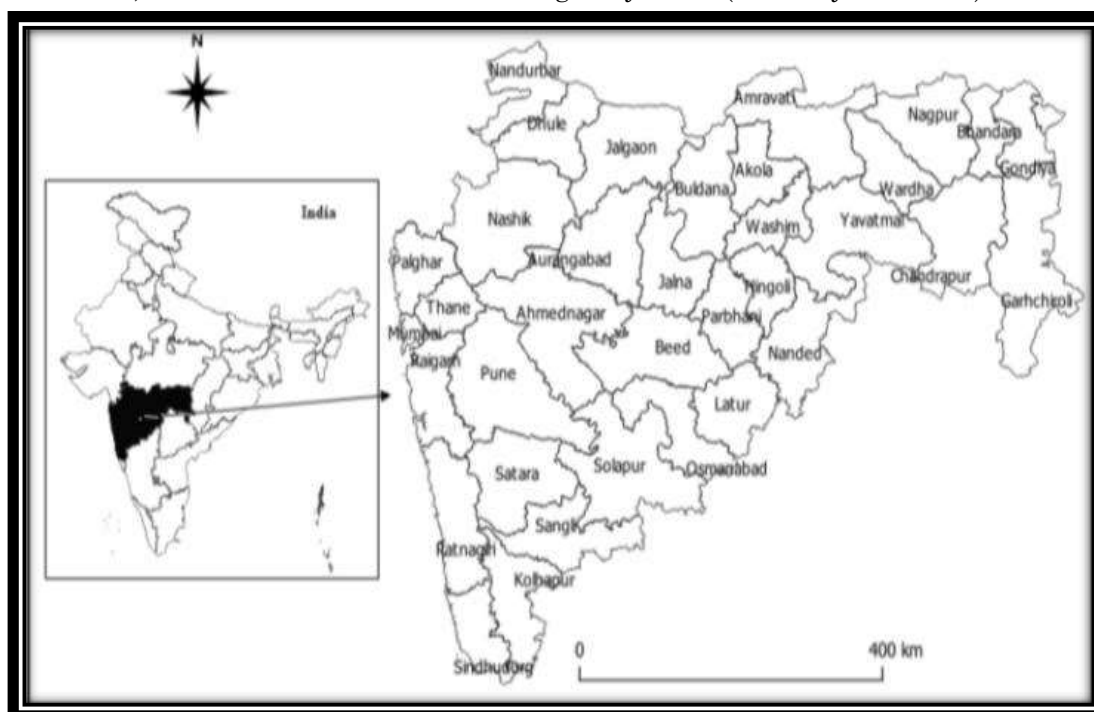 N
India
Nandurbar
Dhule
Jalgaon
Amravati
Nagpur
Bhandara
Gondiya
Buldana
Akola
Wardha
Nashik
Washim
Yavatmal
Palghar
Aurangabad
Jalna
Hingoli
Chandrapur
Garhchiroli
Thane
Ahmednagar
Parbhani
Mumbai
Raigarh
Beed
Nanded
Pune
Latur
Satara
Solapur
Osmanabad
Sangli
Ratnagiri
Kolhapur
Sindhudurg
0 400 km